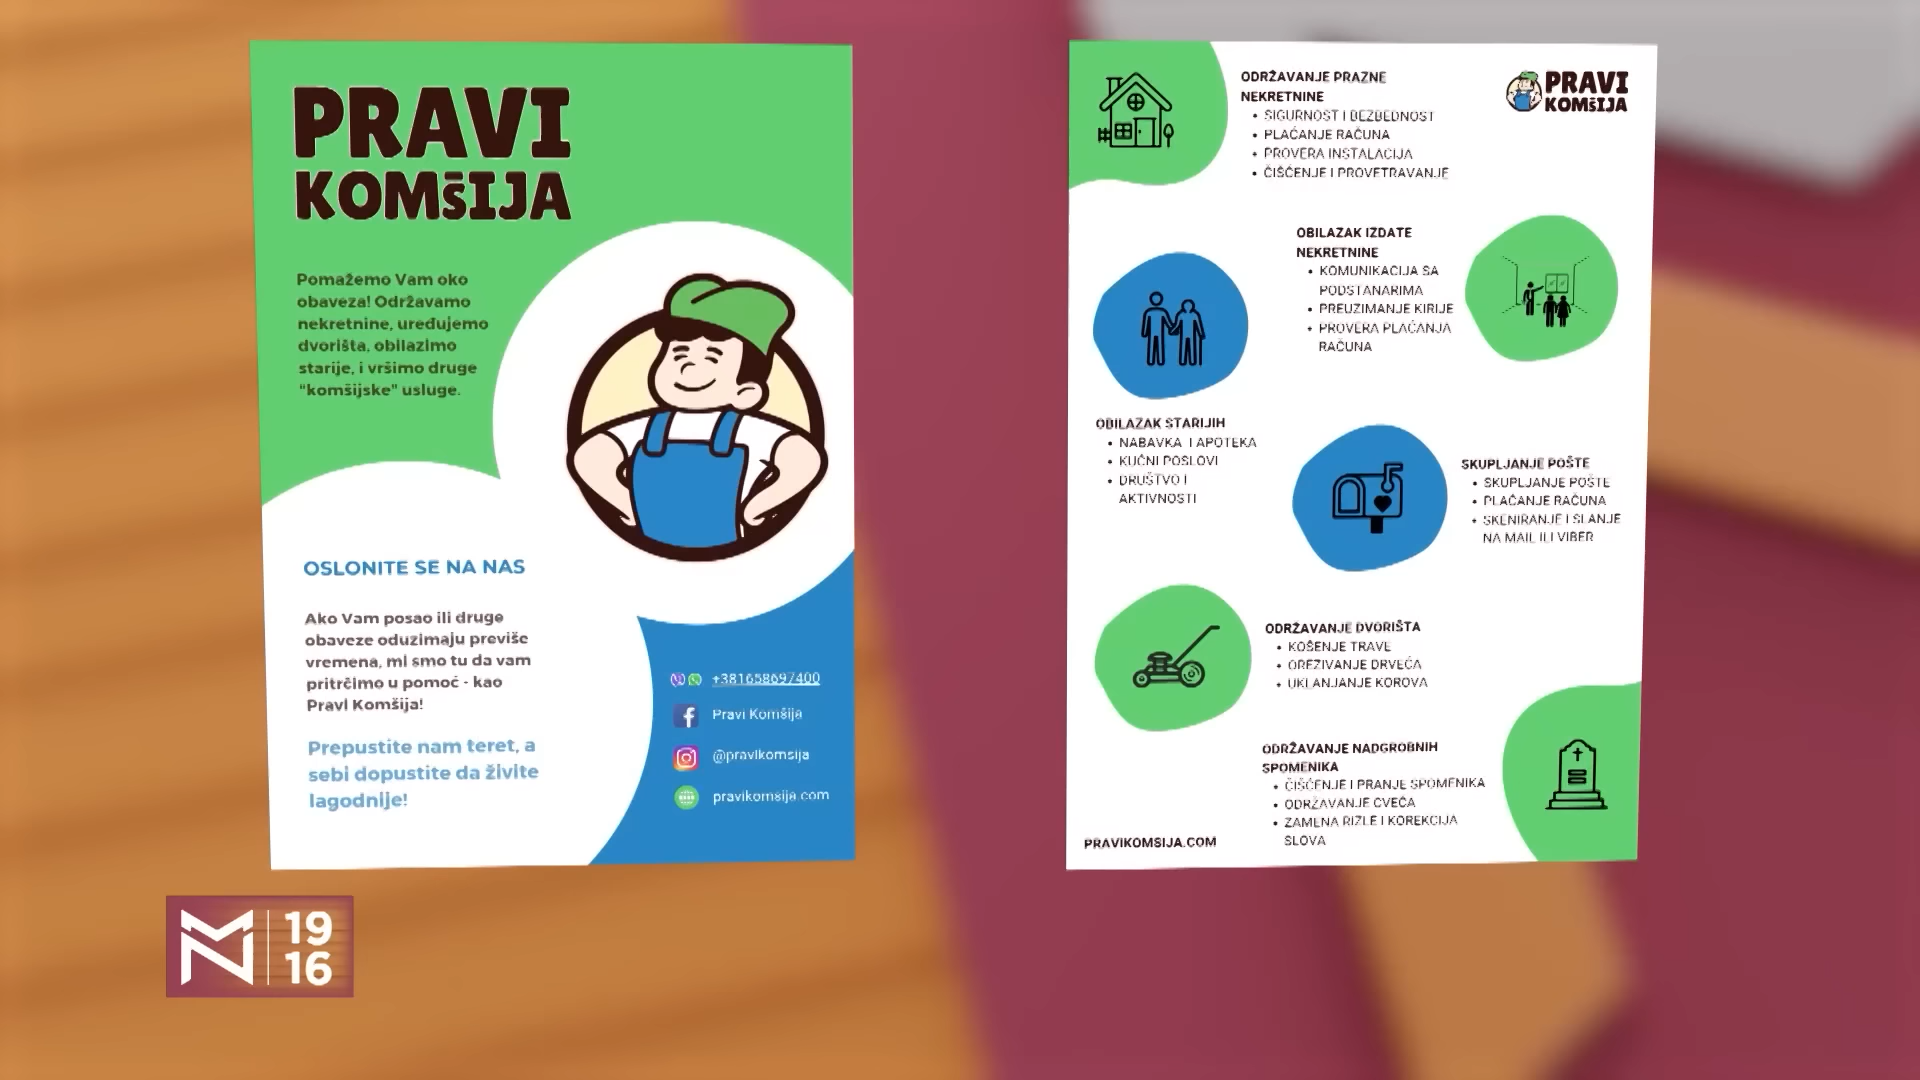 PRAVI
KOMŠIJA
Pomažemo Vam oko
obaveza! Održavamo
nekretnine, uređujemo
dvorišta, obilazimo
starije, i vršimo druge
"komšijske" usluge.
OSLONITE SE NA NAS
Ako Vam posao ili druge
obaveze oduzimaju previše
vremena, mi smo tu da vam
pritrčimo u pomoć - kao
Pravi Komšija!
Prepustite nam teret, a
sebi dopustite da živite
lagodnije!
+381658697400
Pravi Komšija
@pravikomsija
pravikomsija.com
ODRŽAVANJE PRAZNE
NEKRETNINE
• SIGURNOST I BEZBEDNOST
• PLAĆANJE RAČUNA
• PROVERA INSTALACIJA
• ČIŠĆENJE I PROVETRAVANJE
PRAVI
KOMŠIJA
OBILAZAK IZDATE
NEKRETNINE
• KOMUNIKACIJA SA
PODSTANARIMA
• PREUZIMANJE KIRIJE
• PROVERA PLAĆANJA
RAČUNA
OBILAZAK STARIJIH
• NABAVKA I APOTEKA
• KUĆNI POSLOVI
• DRUŠTVO I
AKTIVNOSTI
SKUPLJANJE POŠTE
• SKUPLJANJE POŠTE
• PLAĆANJE RAČUNA
• SKENIRANJE I SLANJE
NA MAIL ILI VIBER
ODRŽAVANJE DVORIŠTA
• KOŠENJE TRAVE
• OREZIVANJE DRVEĆA
• UKLANJANJE KOROVA
ODRŽAVANJE NADGROBNIH
SPOMENIKA
• ČIŠĆENJE I PRANJE SPOMENIKA
• ODRŽAVANJE CVEĆA
• ZAMENA RIZLE I KOREKCIJA
SLOVA
PRAVIKOMSIJA.COM
19
16